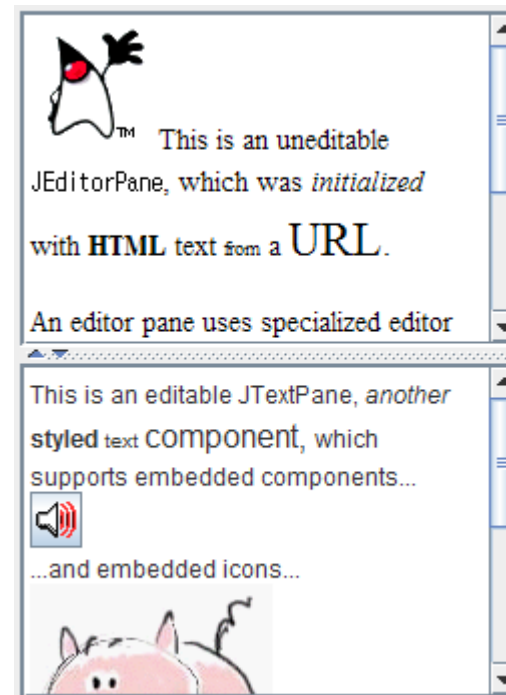 TM This is an uneditable
JEditorPane, which was initialized
with HTML text from a URL.
An editor pane uses specialized editor
This is an editable JTextPane, another
styled text component, which
supports embedded components...
...and embedded icons...